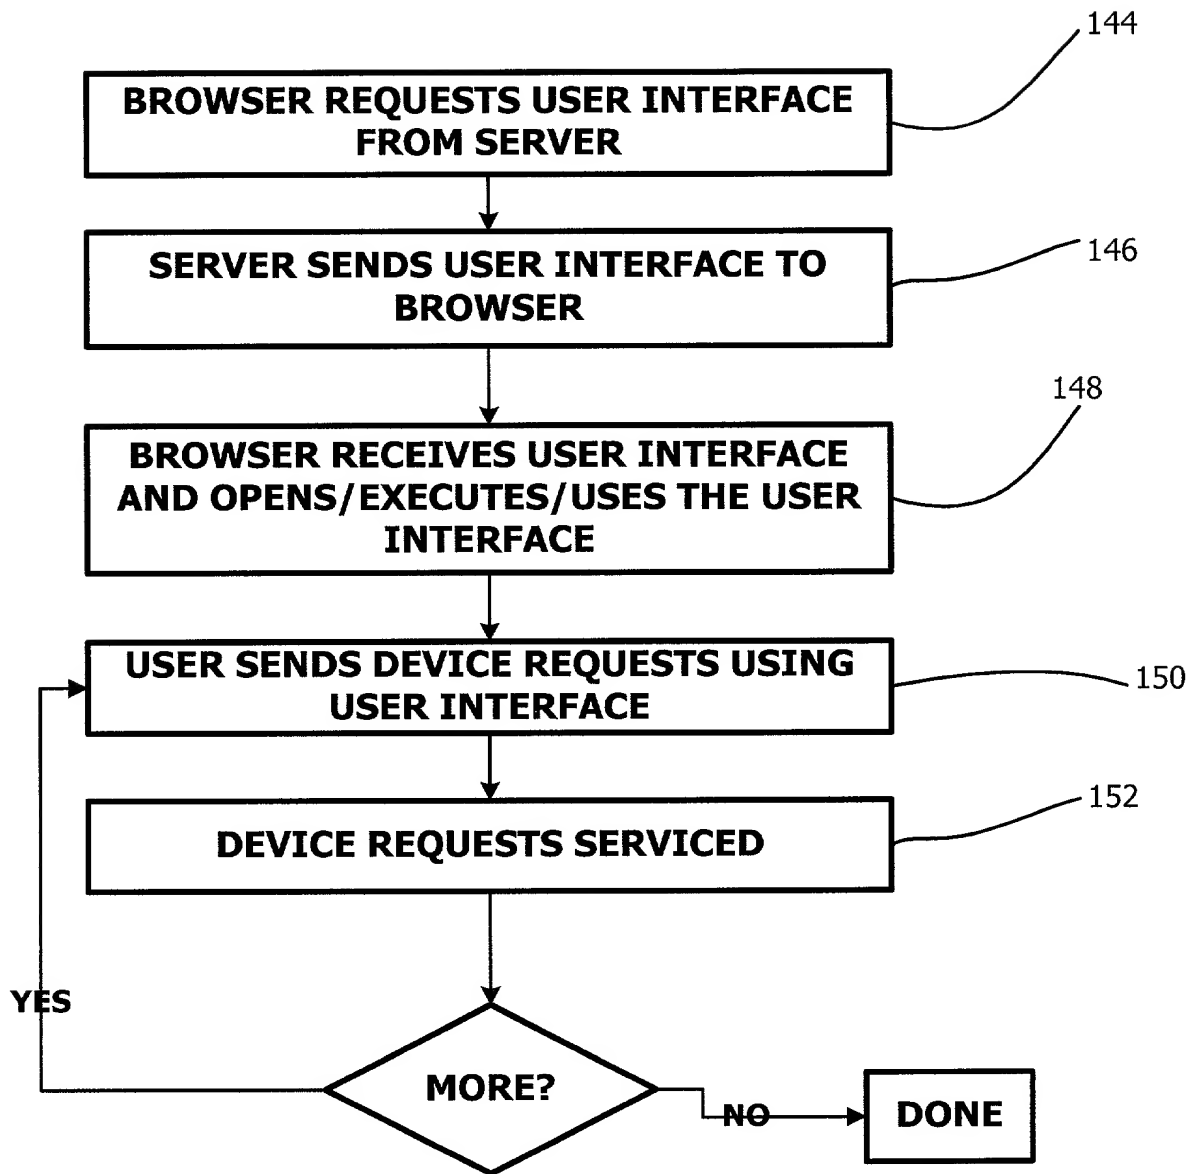 144
BROWSER REQUESTS USER INTERFACE
FROM SERVER
146
SERVER SENDS USER INTERFACE TO
BROWSER
148
BROWSER RECEIVES USER INTERFACE
AND OPENS/EXECUTES/USES THE USER
INTERFACE
150
USER SENDS DEVICE REQUESTS USING
USER INTERFACE
152
DEVICE REQUESTS SERVICED
YES
MORE?
NO
DONE